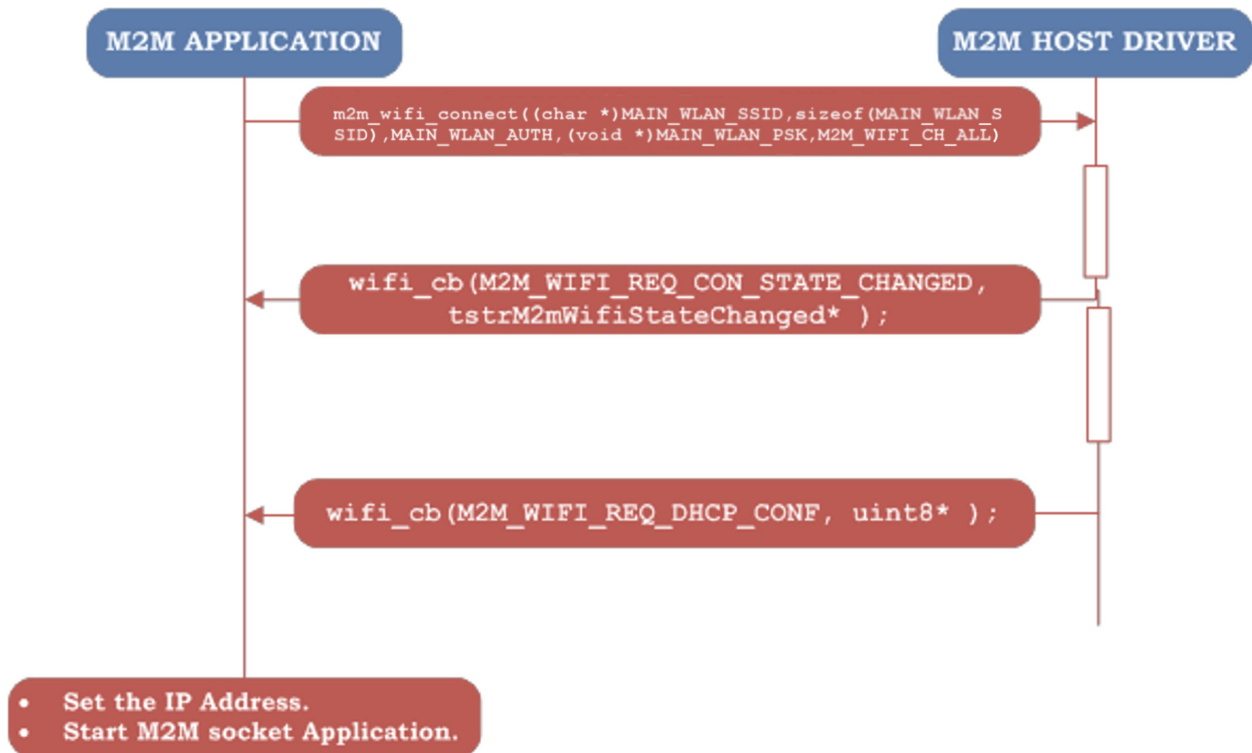 M2M APPLICATION
M2M HOST DRIVER
m2m_wifi_connect((char *)MAIN_WLAN_SSID,sizeof(MAIN_WLAN_S
SID),MAIN_WLAN_AUTH,(void *)MAIN_WLAN_PSK,M2M_WIFI_CH_ALL)
wifi_cb(M2M_WIFI_REQ_CON_STATE_CHANGED,
tstrM2mWifiStateChanged* );
wifi_cb(M2M_WIFI_REQ_DHCP_CONF, uint8* );
• Set the IP Address.
• Start M2M socket Application.